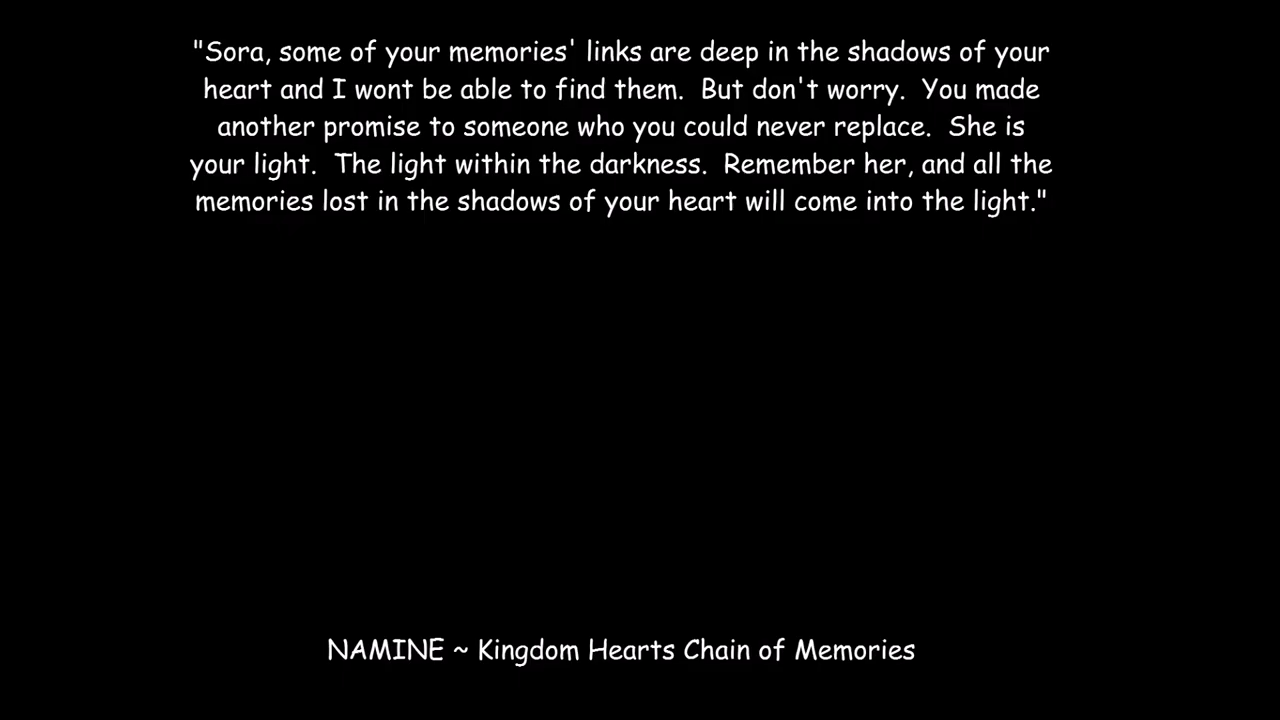 "Sora, some of your memories' links are deep in the shadows of your
heart and I wont be able to find them.  But don't worry.  You made
another promise to someone who you could never replace.  She is
your light.  The light within the darkness.  Remember her, and all the
memories lost in the shadows of your heart will come into the light."
NAMINE ~ Kingdom Hearts Chain of Memories